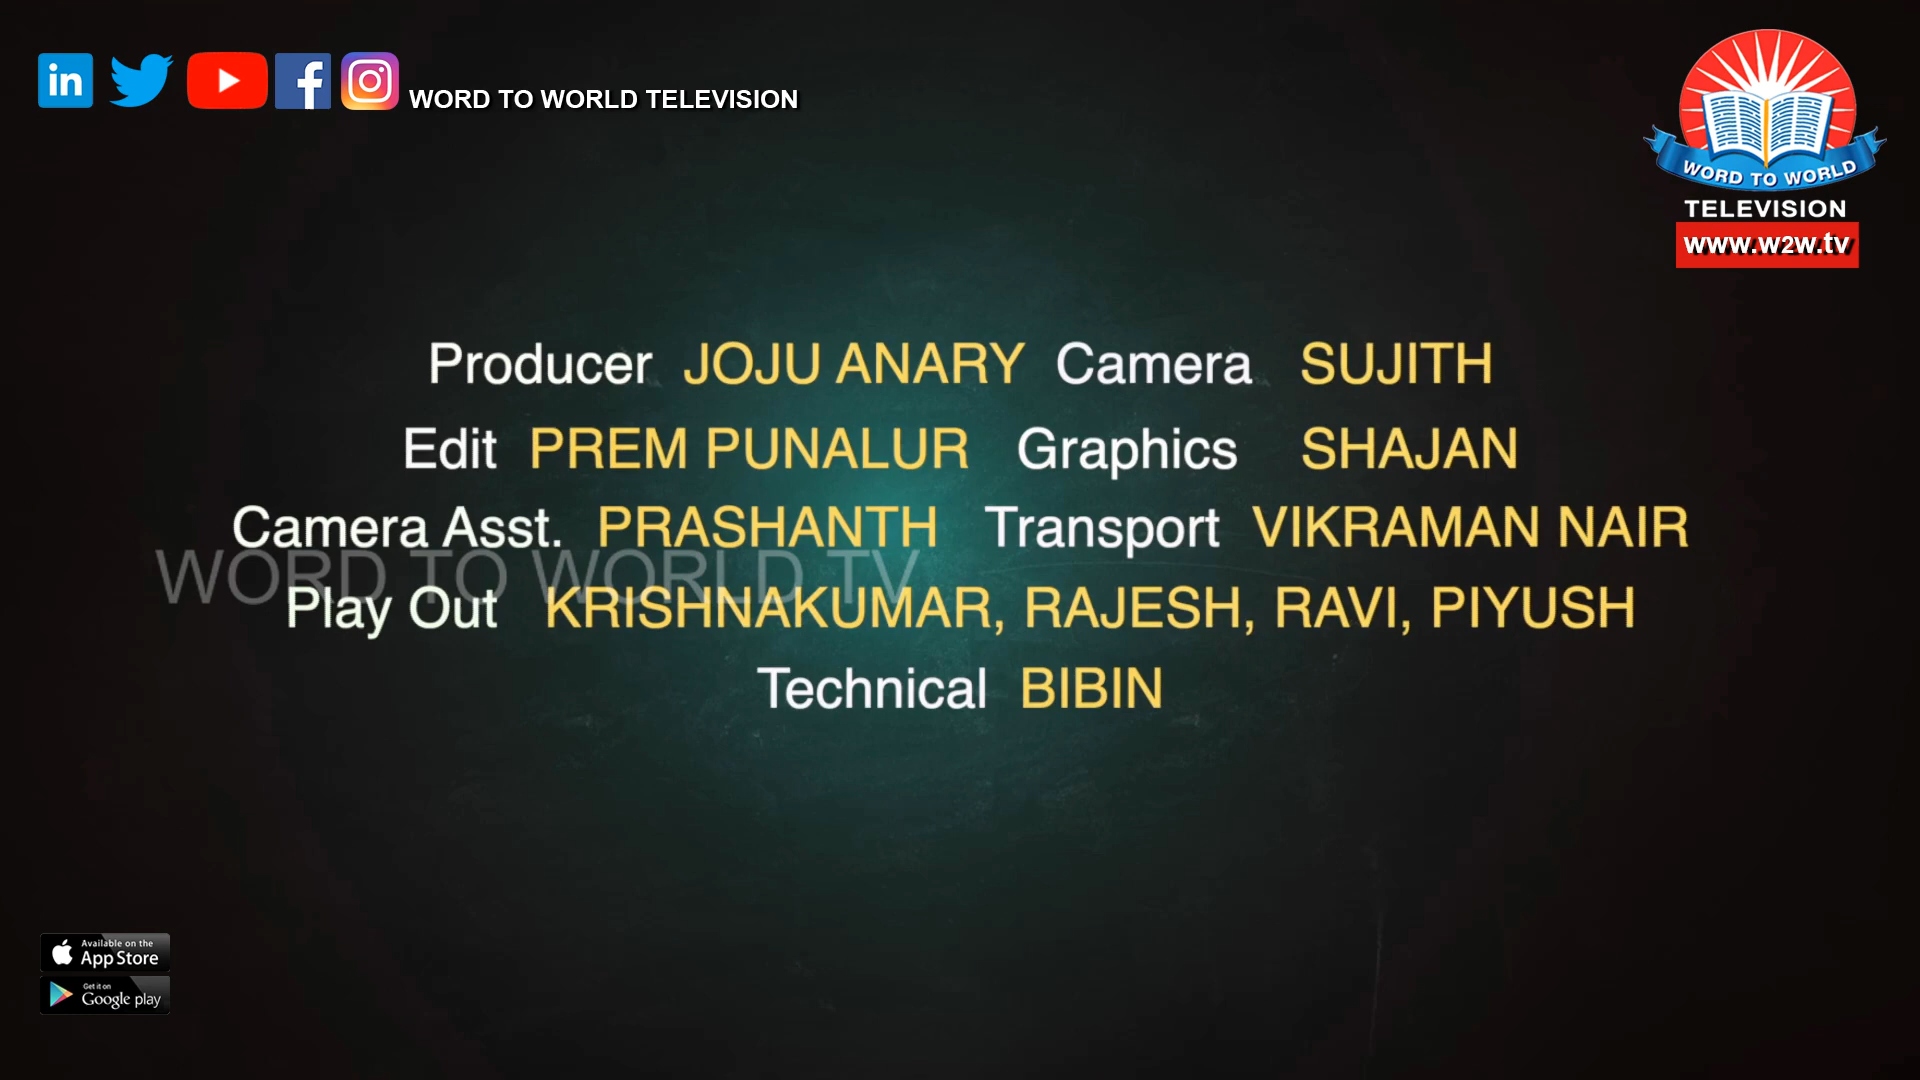 in f WORD TO WORLD TELEVISION
WORD TO WORLD
TELEVISION
www.w2w.tv
Producer JOJU ANARY Camera SUJITH
Edit PREM PUNALUR Graphics SHAJAN
Camera Asst. PRASHANTH Transport VIKRAMAN NAIR
WORD TO WORLD TV
Play Out KRISHNAKUMAR, RAJESH, RAVI, PIYUSH
Technical BIBIN
Available on the
App Store
Get it on
Google play